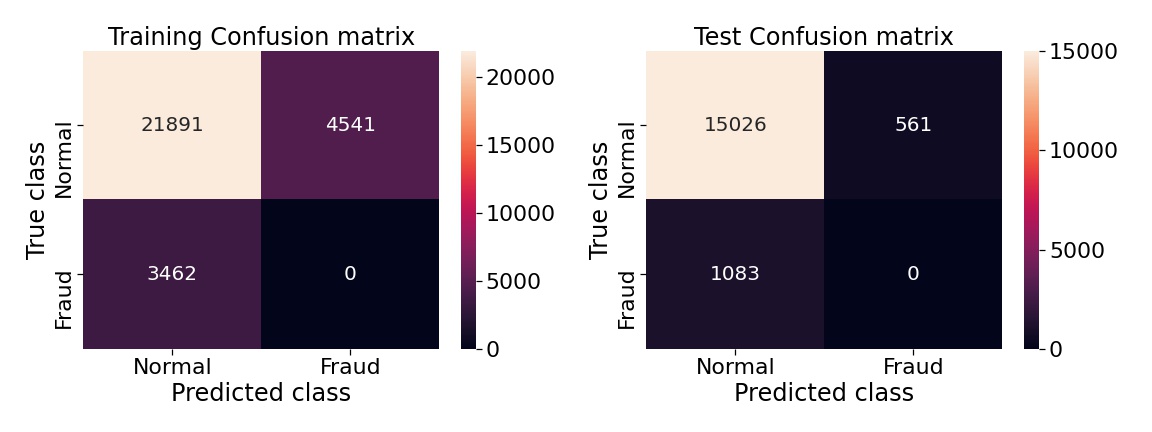 Training Confusion matrix
True class
Normal
Fraud
21891
4541
3462
0
Normal
Fraud
Predicted class
20000
15000
10000
5000
0
Test Confusion matrix
True class
Normal
Fraud
15026
561
1083
0
Normal
Fraud
Predicted class
15000
10000
5000
0